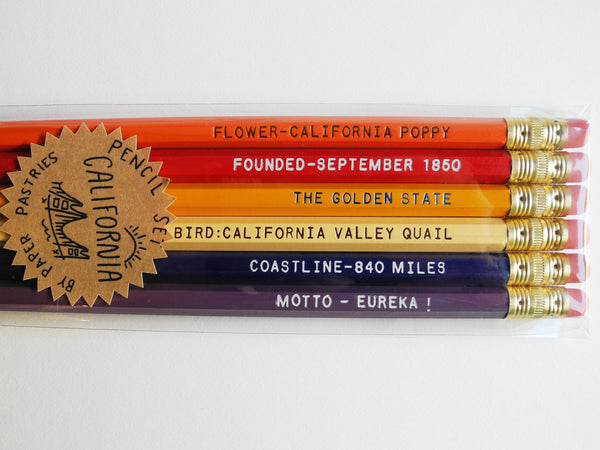 FLOWER-CALIFORNIA POPPY
FOUNDED-SEPTEMBER 1850
THE GOLDEN STATE
BIRD:CALIFORNIA VALLEY QUAIL
COASTLINE-840 MILES
MOTTO - EUREKA !
PENCIL SET
CALIFORNIA
BY PAPER PASTRIES